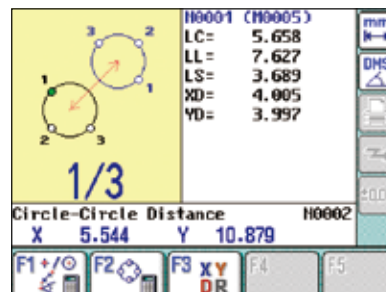 N0001 (M0005)
LC= 5.658
LL= 7.627
LS= 3.689
XD= 4.005
YD= 3.997
3
2
1
1
2
3
1/3
Circle-Circle Distance N0002
X 5.544 Y 10.879
F1 +/
F2
F3 XY
DR
F4
F5
mm
DMS
±0.0